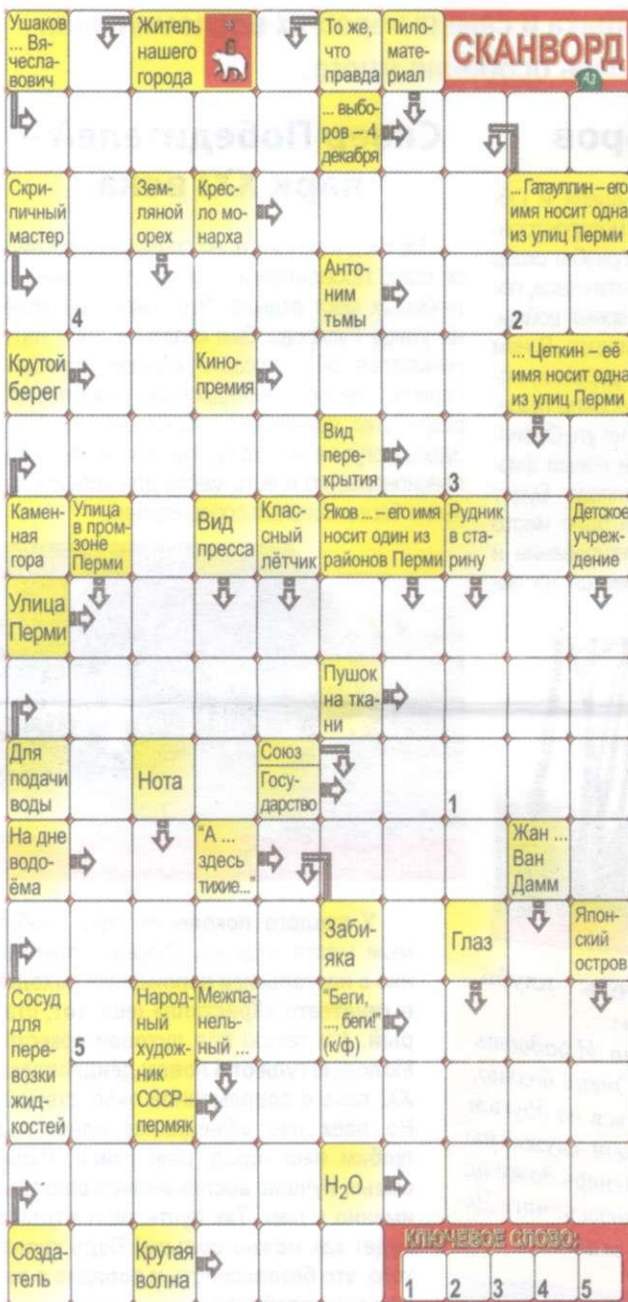 Ушаков
... Вя-
чесла-
вович
Житель
нашего
города
То же,
что
правда
Пило-
мате-
риал
СКАНВОРД
... выбо-
ров – 4
декабря
Скри-
пичный
мастер
Зем-
ляной
орех
Крес-
ло мо-
нарха
... Гатауллин – его
имя носит одна
из улиц Перми
4
Анто-
ним
тьмы
2
Крутой
берег
Кино-
премия
... Цеткин – её
имя носит одна
из улиц Перми
Вид
пере-
крытия
3
Камен-
ная
гора
Улица
в пром-
зоне
Перми
Вид
пресса
Клас-
сный
лётчик
Яков ... – его имя
носит один из
районов Перми
Рудник
в ста-
рину
Детское
учреж-
дение
Улица
Перми
Пушок
на тка-
ни
Для
подачи
воды
Нота
Союз
Госу-
дарство
1
На дне
водо-
ёма
"А ...
здесь
тихие..."
Жан ...
Ван
Дамм
Заби-
яка
Глаз
Япон-
ский
остров
Сосуд
для
пере-
возки
жид-
костей
5
Народ-
ный
худож-
ник
СССР-
пермяк
Межпа-
нель-
ный ...
"Беги,
..., беги!"
(к/ф)
H₂O
Созда-
тель
Крутая
волна
КЛЮЧЕВОЕ СЛОВО:
1 2 3 4 5